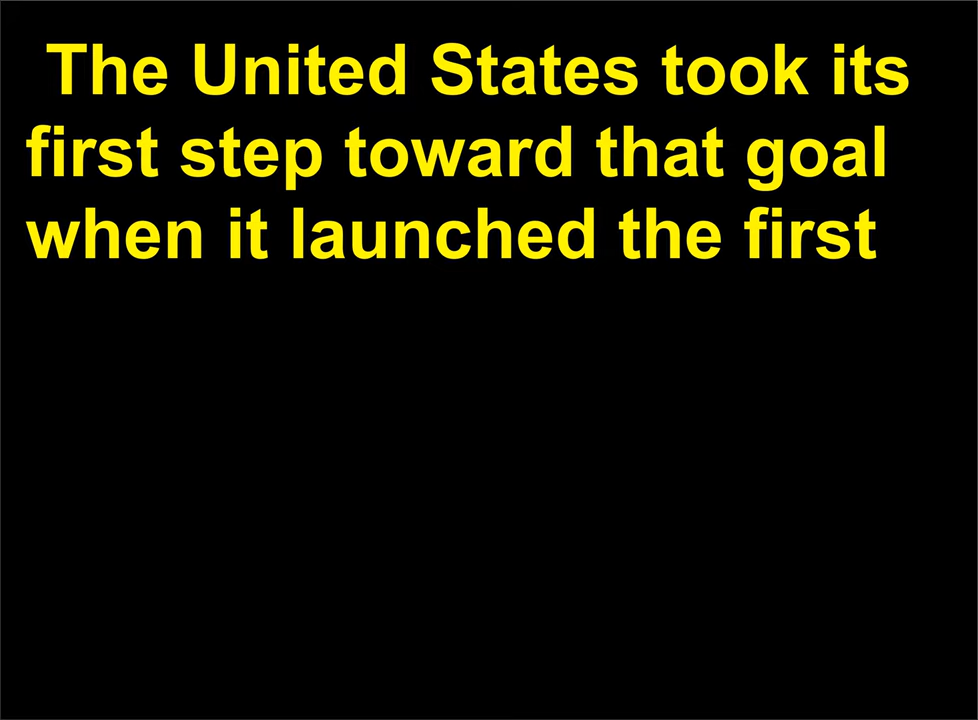 The United States took its
first step toward that goal
when it launched the first